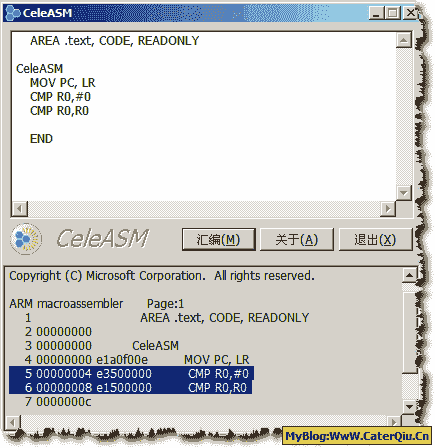 CeleASM
AREA .text, CODE, READONLY
CeleASM
MOV PC, LR
CMP R0,#0
CMP R0,R0
END
CeleASM
汇编(M)
关于(A)
退出(X)
Copyright (C) Microsoft Corporation. All rights reserved.
ARM macroassembler Page:1
1 AREA .text, CODE, READONLY
2 00000000
3 00000000 CeleASM
4 00000000 e1a0f00e MOV PC, LR
5 00000004 e3500000 CMP R0,#0
6 00000008 e1500000 CMP R0,R0
7 0000000c
MyBlog:WwW.CaterQiu.Cn